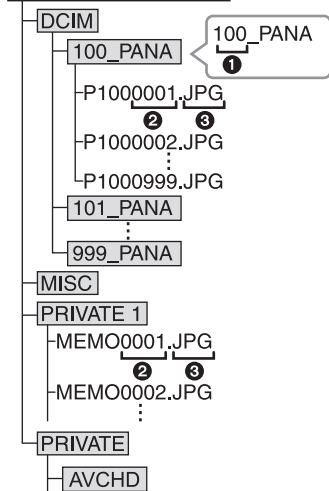 DCIM
100_PANA
100_PANA
❶
P1000001.JPG
❷ ❸
P1000002.JPG
P1000999.JPG
101_PANA
999_PANA
MISC
PRIVATE 1
MEMO0001.JPG
❷ ❸
MEMO0002.JPG
PRIVATE
AVCHD